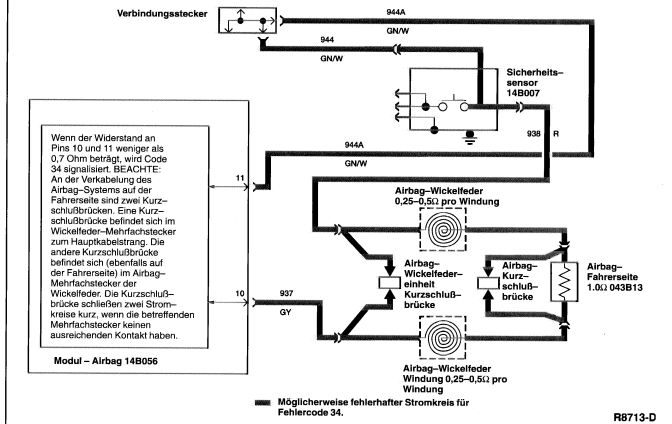 Verbindungsstecker
944A
GN/W
944
GN/W
Sicherheits–
sensor
14B007
938 R
Wenn der Widerstand an
Pins 10 und 11 weniger als
0,7 Ohm beträgt, wird Code
34 signalisiert. BEACHTE:
An der Verkabelung des
Airbag–Systems auf der
Fahrerseite sind zwei Kurz–
schlußbrücken. Eine Kurz–
schlußbrücke befindet sich im
Wickelfeder–Mehrfachstecker
zum Hauptkabelstrang. Die
andere Kurzschlußbrücke
befindet sich (ebenfalls auf
der Fahrerseite) im Airbag–
Mehrfachstecker der
Wickelfeder. Die Kurzschluß–
brücke schließen zwei Strom–
kreise kurz, wenn die betreffenden
Mehrfachstecker keinen
ausreichenden Kontakt haben.
Modul – Airbag 14B056
11
944A
GN/W
10
937
GY
Airbag–Wickelfeder
0,25–0,5Ω pro Windung
Airbag–
Wickelfeder–
einheit
Kurzschluß–
brücke
Airbag–
Kurz–
schluß–
brücke
Airbag–
Fahrerseite
1.0Ω 043B13
Airbag–Wickelfeder
Windung 0,25–0,5Ω pro
Windung
Möglicherweise fehlerhafter Stromkreis für
Fehlercode 34.
R8713-D